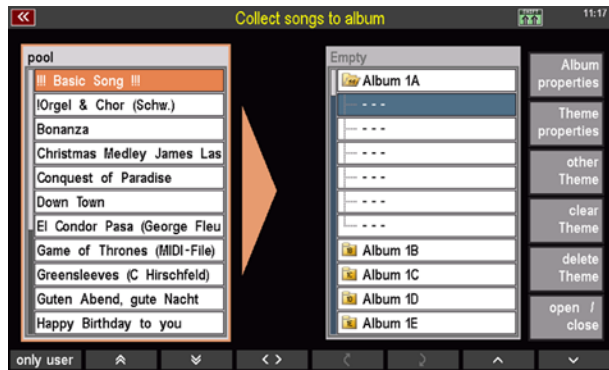 Collect songs to album
11:17
pool
!!! Basic Song !!!
!Orgel & Chor (Schw.)
Bonanza
Christmas Medley James Las
Conquest of Paradise
Down Town
El Condor Pasa (George Fleu
Game of Thrones (MIDI-File)
Greensleeves (C Hirschfeld)
Guten Abend, gute Nacht
Happy Birthday to you
Empty
Album 1A
- - -
- - -
- - -
- - -
- - -
- - -
Album 1B
Album 1C
Album 1D
Album 1E
Album
properties
Theme
properties
other
Theme
clear
Theme
delete
Theme
open /
close
only user